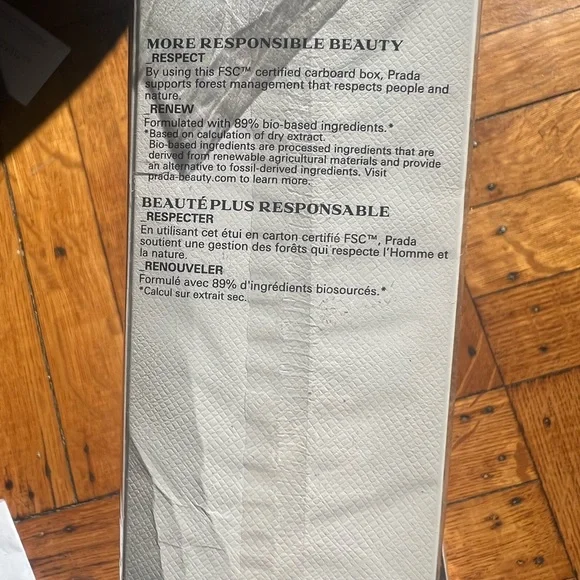 MORE RESPONSIBLE BEAUTY
_RESPECT
By using this FSC™ certified carboard box, Prada
supports forest management that respects people and
nature.
_RENEW
Formulated with 89% bio-based ingredients.*
*Based on calculation of dry extract.
Bio-based ingredients are processed ingredients that are
derived from renewable agricultural materials and provide
an alternative to fossil-derived ingredients. Visit
prada-beauty.com to learn more.
BEAUTÉ PLUS RESPONSABLE
_RESPECTER
En utilisant cet étui en carton certifié FSC™, Prada
soutient une gestion des forêts qui respecte l'Homme et
la nature.
_RENOUVELER
Formulé avec 89% d'ingrédients biosourcés.*
*Calcul sur extrait sec.